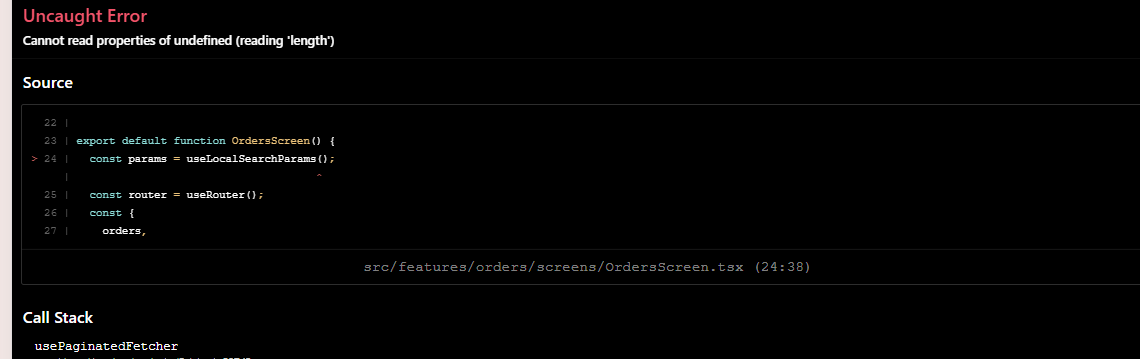 Uncaught Error
Cannot read properties of undefined (reading 'length')
Source
22 |
23 | export default function OrdersScreen() {
> 24 |   const params = useLocalSearchParams();
|                                    ^
25 |   const router = useRouter();
26 |   const {
27 |     orders,
src/features/orders/screens/OrdersScreen.tsx (24:38)
Call Stack
usePaginatedFetcher